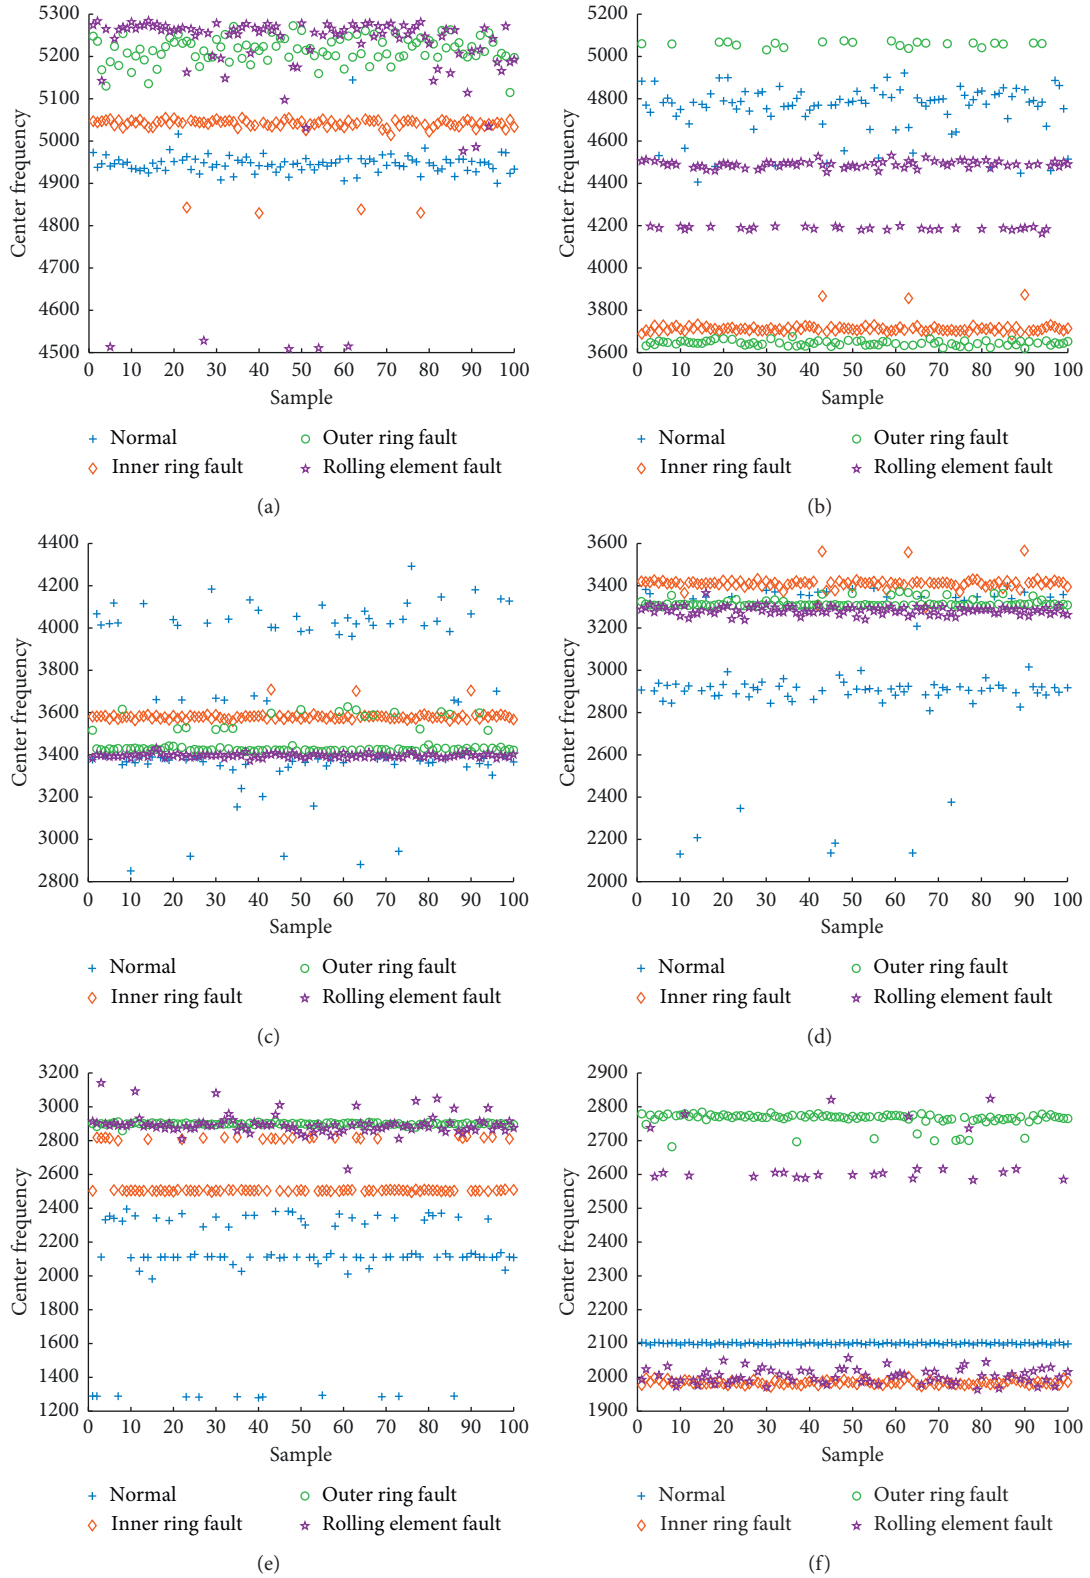 5300
5200
5100
5000
4900
4800
4700
4600
4500
Center frequency
0 10 20 30 40 50 60 70 80 90 100
Sample
Normal
Outer ring fault
Inner ring fault
Rolling element fault
(a)
5200
5000
4800
4600
4400
4200
4000
3800
3600
Center frequency
0 10 20 30 40 50 60 70 80 90 100
Sample
Normal
Outer ring fault
Inner ring fault
Rolling element fault
(b)
4400
4200
4000
3800
3600
3400
3200
3000
2800
Center frequency
0 10 20 30 40 50 60 70 80 90 100
Sample
Normal
Outer ring fault
Inner ring fault
Rolling element fault
(c)
3600
3400
3200
3000
2800
2600
2400
2200
2000
Center frequency
0 10 20 30 40 50 60 70 80 90 100
Sample
Normal
Outer ring fault
Inner ring fault
Rolling element fault
(d)
3200
3000
2800
2600
2400
2200
2000
1800
1600
1400
1200
Center frequency
0 10 20 30 40 50 60 70 80 90 100
Sample
Normal
Outer ring fault
Inner ring fault
Rolling element fault
(e)
2900
2800
2700
2600
2500
2400
2300
2200
2100
2000
1900
Center frequency
0 10 20 30 40 50 60 70 80 90 100
Sample
Normal
Outer ring fault
Inner ring fault
Rolling element fault
(f)